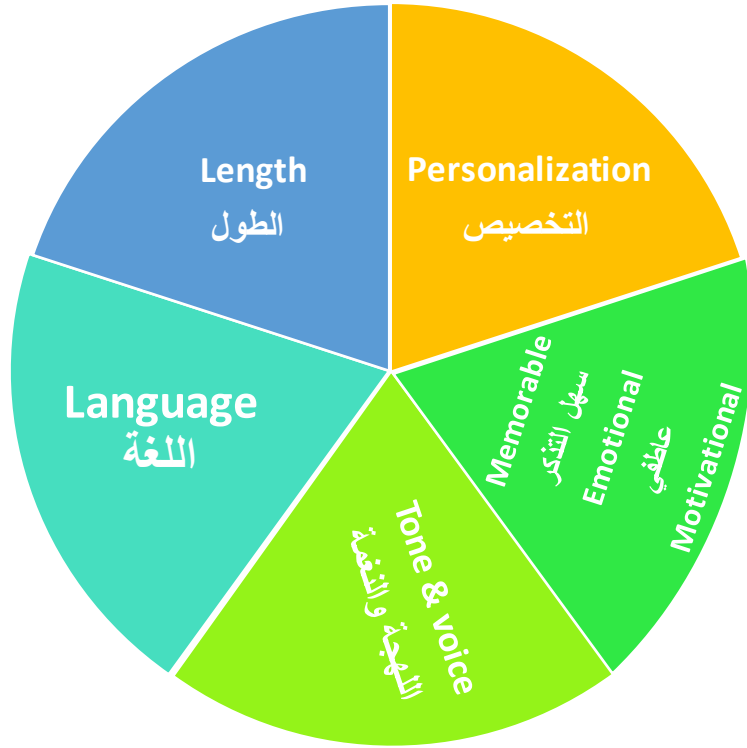 Length
الطول
Personalization
التخصيص
Memorable
سهل التذكر
Emotional
عاطفي
Motivational
Tone & voice
اللهجة والنغمة
Language
اللغة